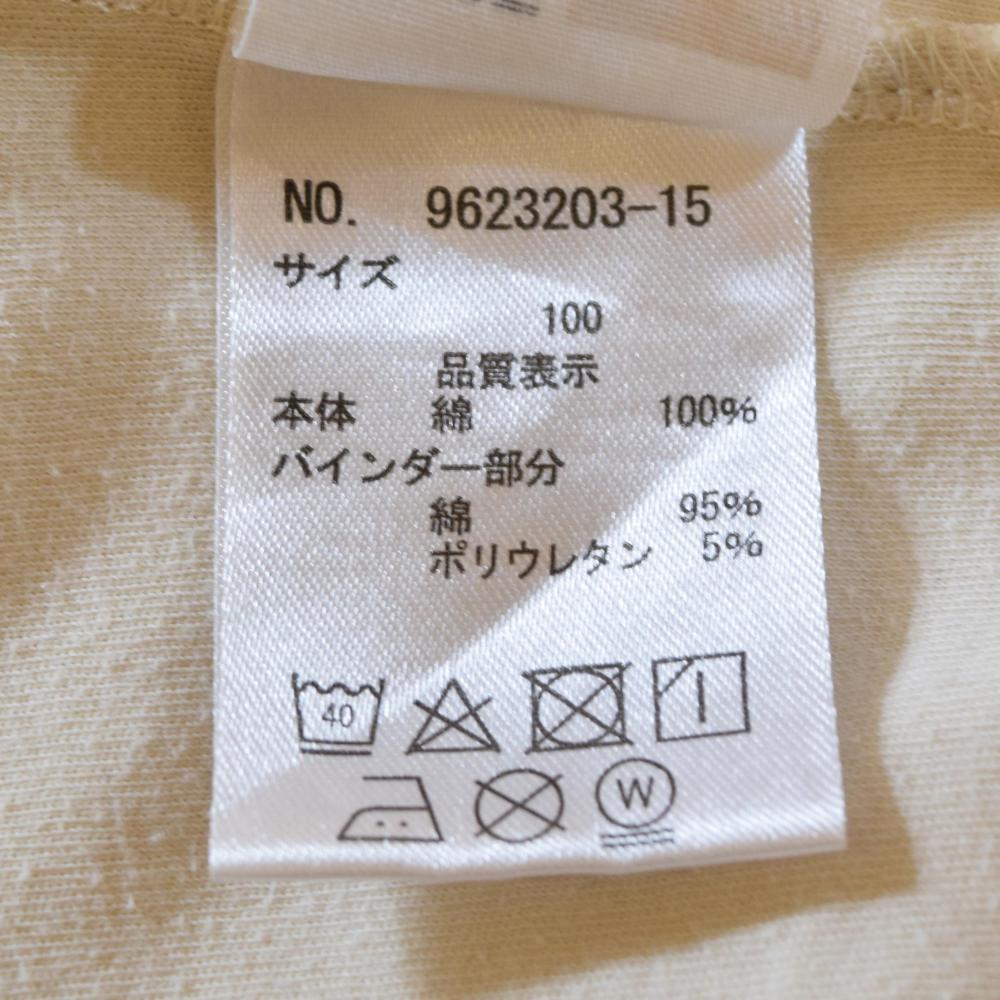 NO. 9623203-15
サイズ
100
品質表示
本体 綿 100%
バインダー部分
綿 95%
ポリウレタン 5%
40
W